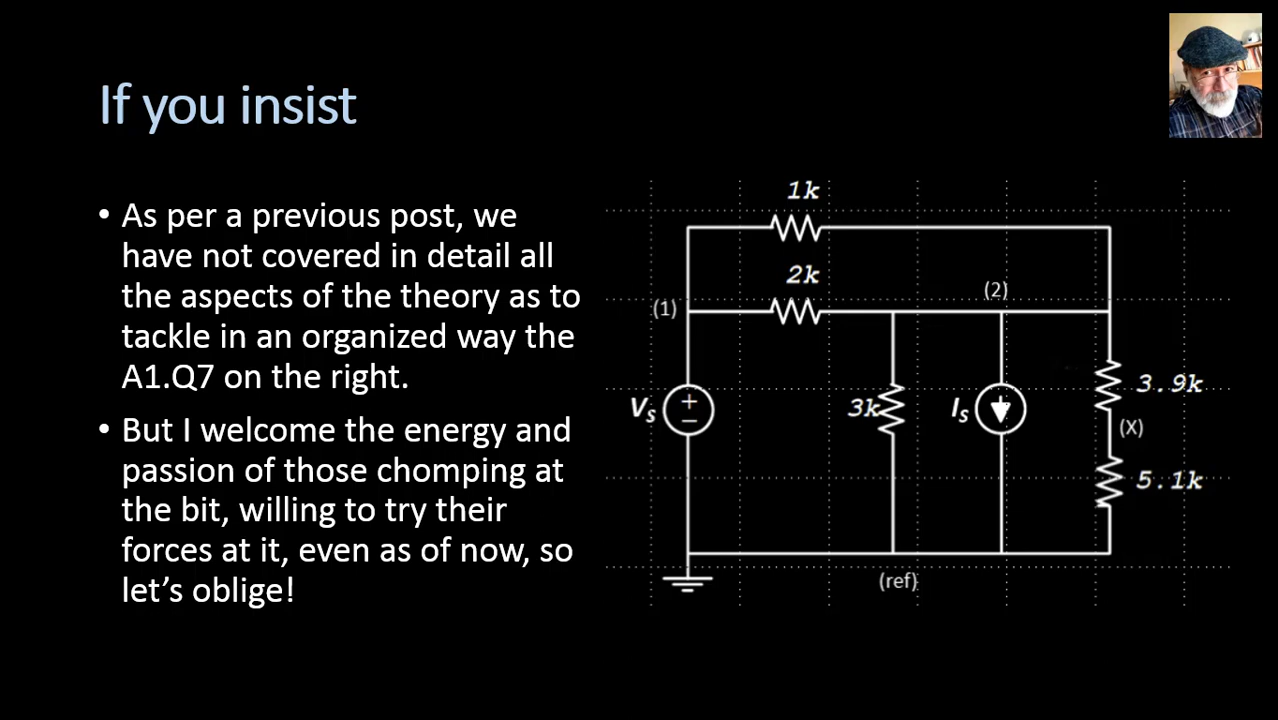 If you insist
• As per a previous post, we
have not covered in detail all
the aspects of the theory as to
tackle in an organized way the
A1.Q7 on the right.
• But I welcome the energy and
passion of those chomping at
the bit, willing to try their
forces at it, even as of now, so
let's oblige!
1k
2k
(1)
(2)
3.9k
Vs
+
−
3k
Is
(X)
5.1k
(ref)